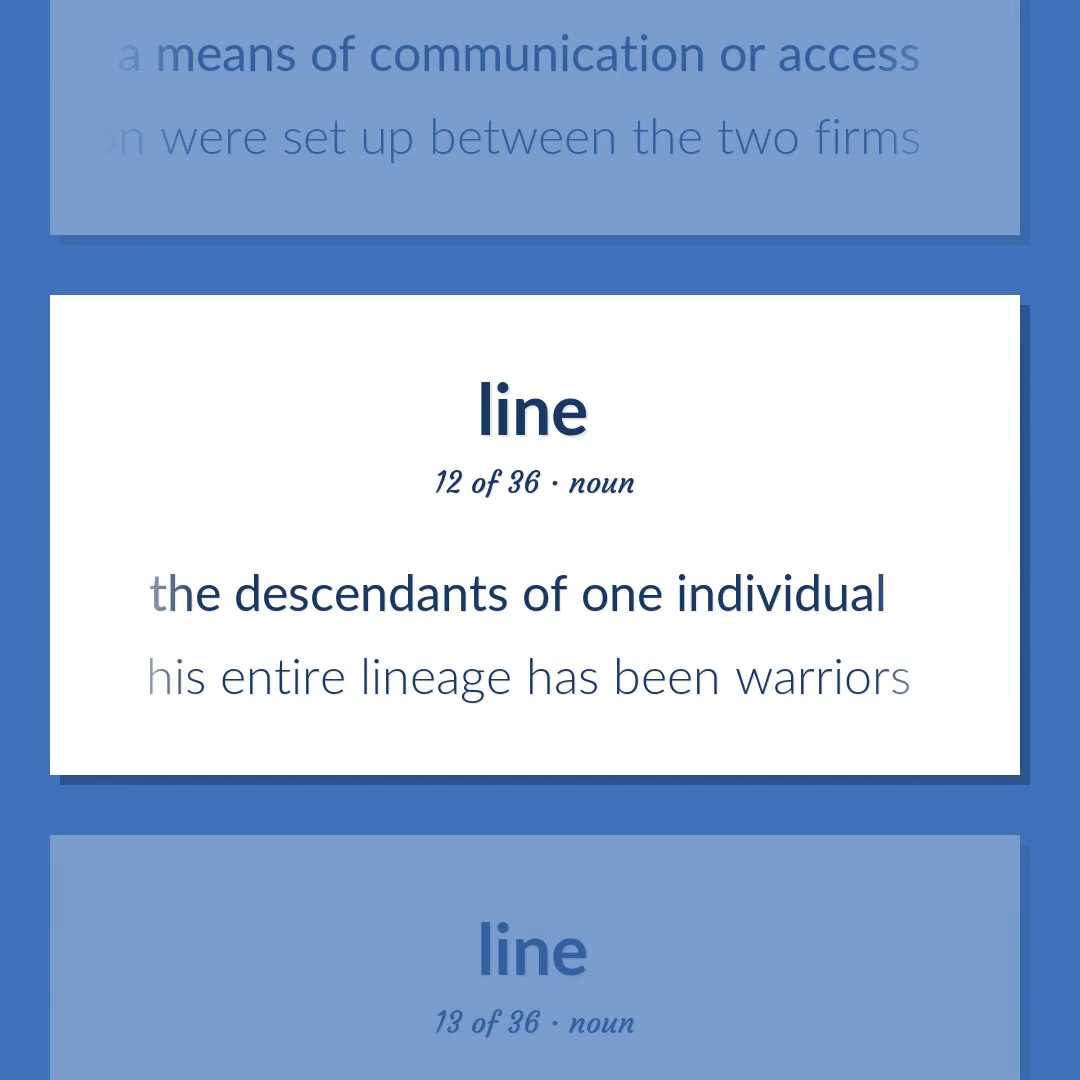 a means of communication or access
on were set up between the two firms
line
12 of 36 · noun
the descendants of one individual
his entire lineage has been warriors
line
13 of 36 · noun